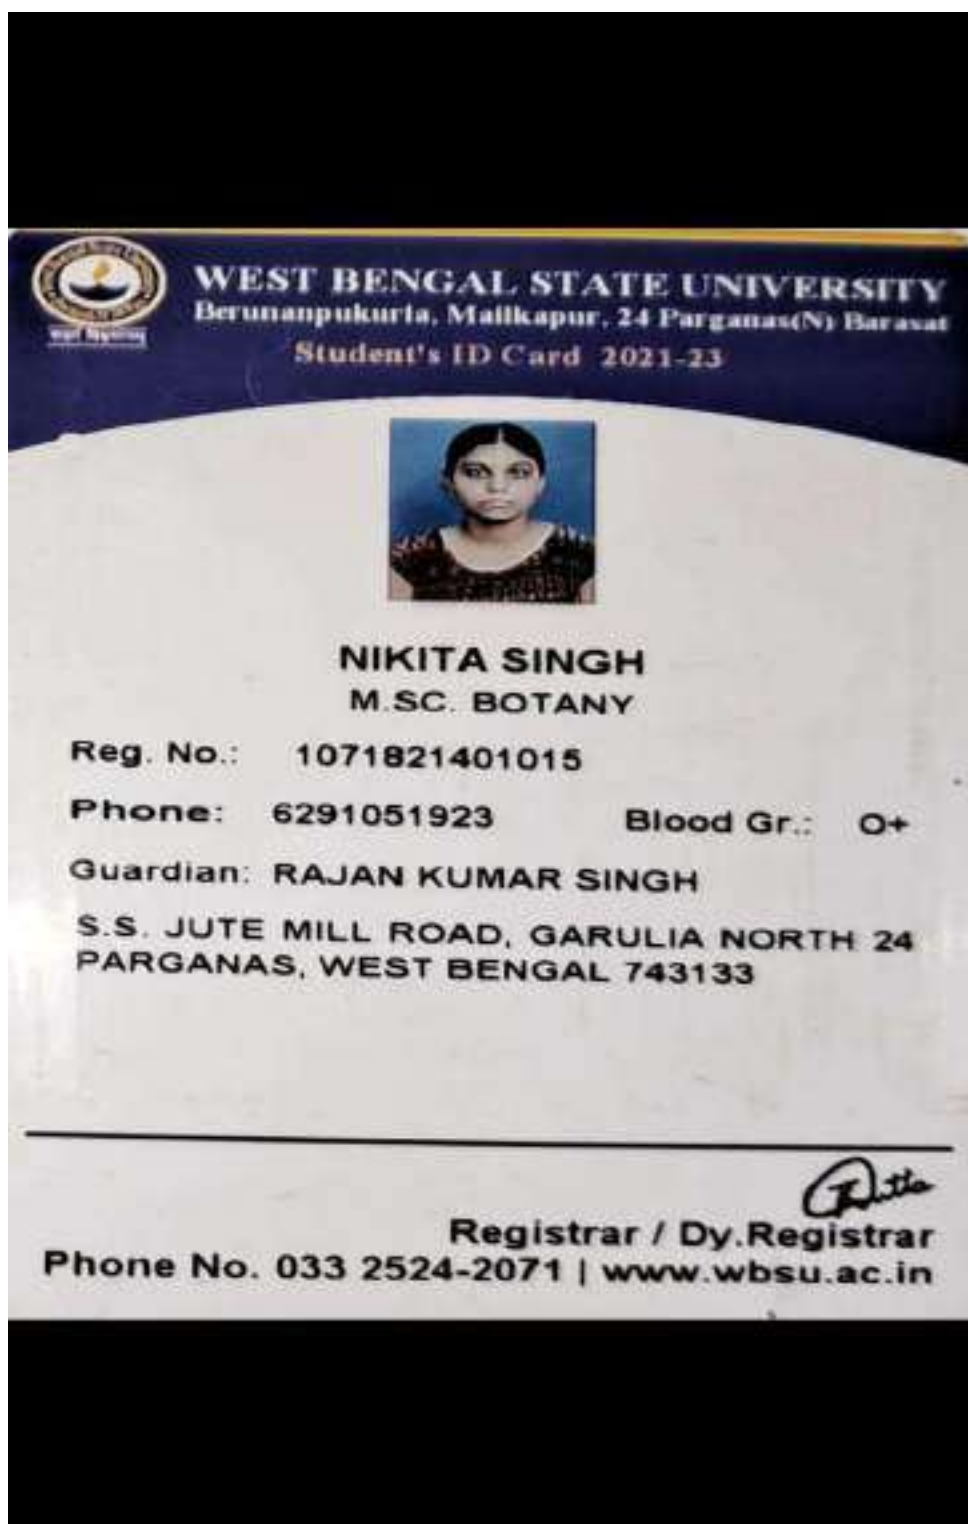 WEST BENGAL STATE UNIVERSITY
Berunanpukuria, Malikapur, 24 Parganas(N) Barasat
Student's ID Card 2021-23
NIKITA SINGH
M.SC. BOTANY
Reg. No.: 1071821401015
Phone: 6291051923 Blood Gr.: O+
Guardian: RAJAN KUMAR SINGH
S.S. JUTE MILL ROAD, GARULIA NORTH 24
PARGANAS, WEST BENGAL 743133
Registrar / Dy.Registrar
Phone No. 033 2524-2071 | www.wbsu.ac.in